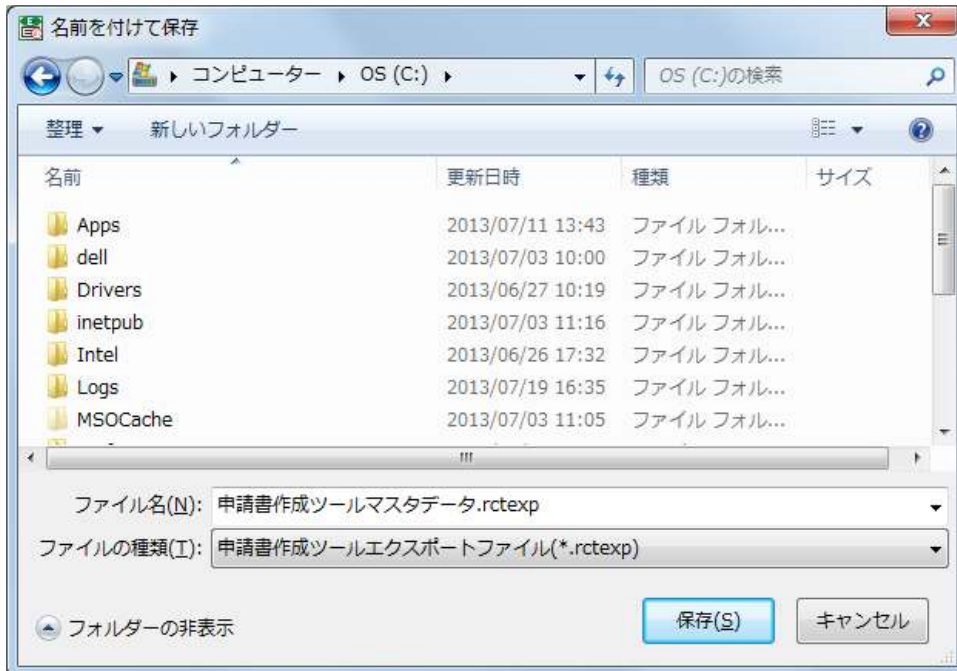 名前を付けて保存
コンピューター ▸ OS (C:) ▸ OS (C:)の検索
整理 新しいフォルダー
名前 更新日時 種類 サイズ
Apps 2013/07/11 13:43 ファイル フォル...
dell 2013/07/03 10:00 ファイル フォル...
Drivers 2013/06/27 10:19 ファイル フォル...
inetpub 2013/07/03 11:16 ファイル フォル...
Intel 2013/06/26 17:32 ファイル フォル...
Logs 2013/07/19 16:35 ファイル フォル...
MSOCache 2013/07/03 11:05 ファイル フォル...
ファイル名(N): 申請書作成ツールマスタデータ.rctexp
ファイルの種類(T): 申請書作成ツールエクスポートファイル(*.rctexp)
フォルダーの非表示 保存(S) キャンセル